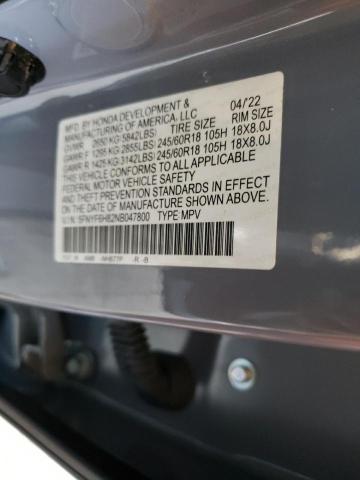 MFD. BY HONDA DEVELOPMENT & 04/22
MANUFACTURING OF AMERICA, LLC
GVWR 2650 KG(5842LBS) TIRE SIZE RIM SIZE
GAWR F 1295 KG(2855LBS) 245/60R18 105H 18X8.0J
GAWR R 1425 KG(3142LBS) 245/60R18 105H 18X8.0J
THIS VEHICLE CONFORMS TO ALL APPLICABLE
FEDERAL MOTOR VEHICLE SAFETY STANDARDS
IN EFFECT ON THE DATE OF MANUFACTURE
SHOWN ABOVE.
V.I.N. 5FNYF6H82NB047800 TYPE: MPV
-R -B